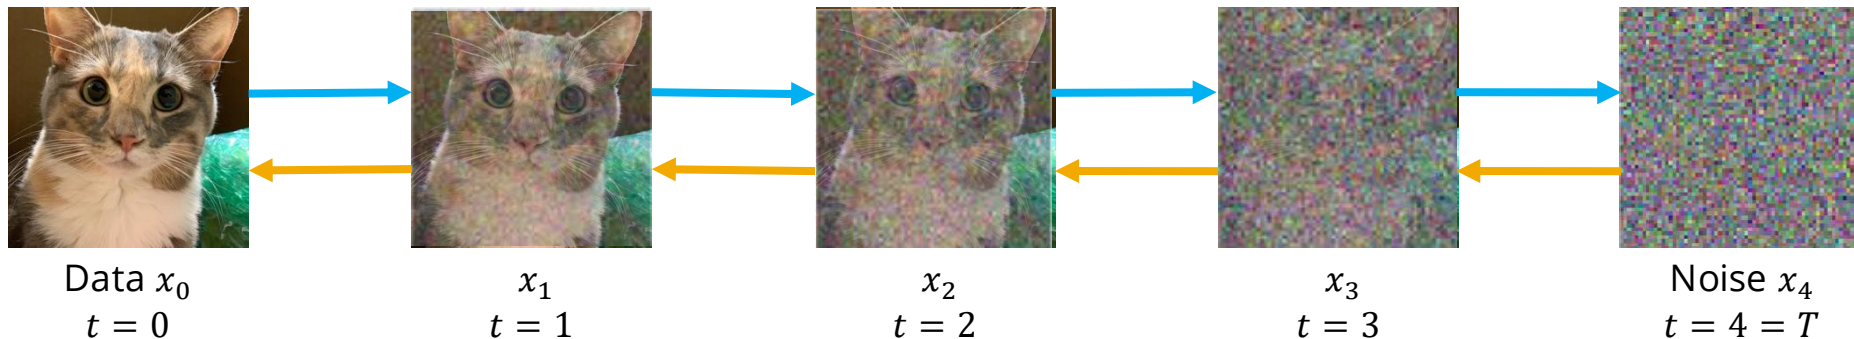 Data x₀
t = 0
x₁
t = 1
x₂
t = 2
x₃
t = 3
Noise x₄
t = 4 = T